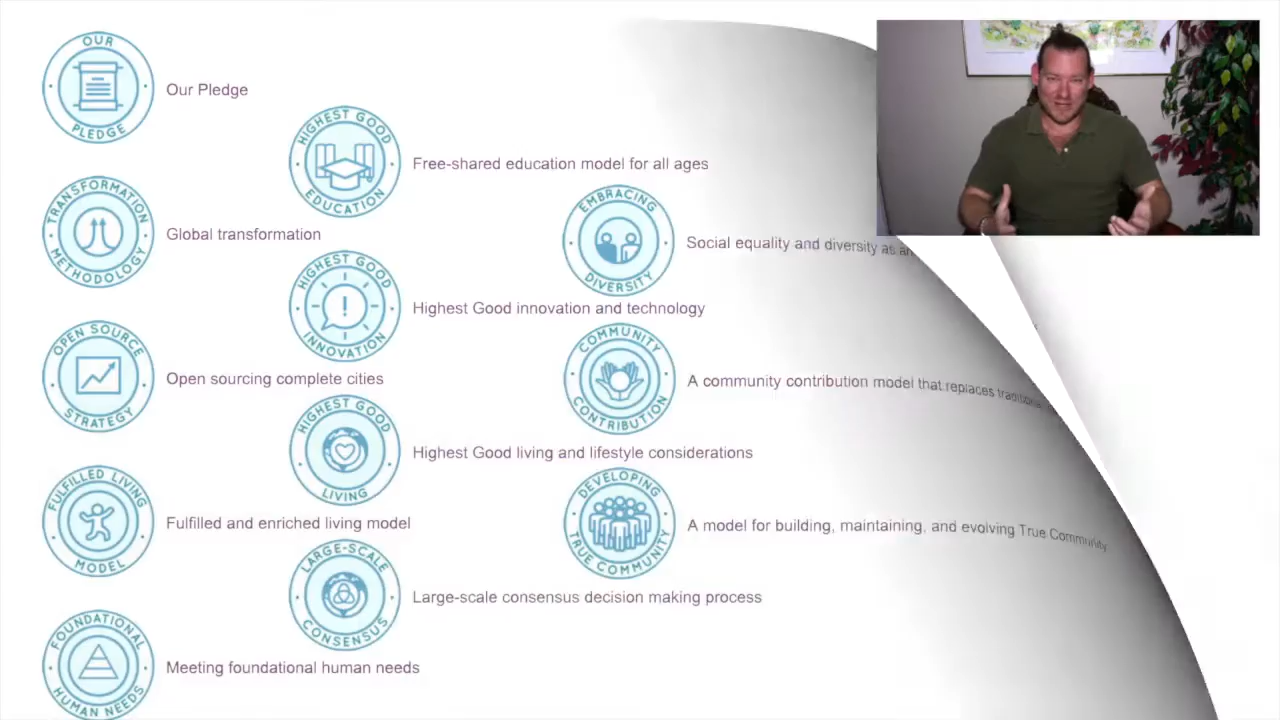 OUR PLEDGE
Our Pledge
HIGHEST GOOD EDUCATION
Free-shared education model for all ages
TRANSFORMATION METHODOLOGY
Global transformation
EMBRACING DIVERSITY
Social equality and diversity as
HIGHEST GOOD INNOVATION
Highest Good innovation and technology
OPEN SOURCE STRATEGY
Open sourcing complete cities
COMMUNITY CONTRIBUTION
A community contribution model that replaces
HIGHEST GOOD LIVING
Highest Good living and lifestyle considerations
FULFILLED LIVING MODEL
Fulfilled and enriched living model
DEVELOPING TRUE COMMUNITY
A model for building, maintaining, and evolving True Community
LARGE-SCALE CONSENSUS
Large-scale consensus decision making process
FOUNDATIONAL HUMAN NEEDS
Meeting foundational human needs